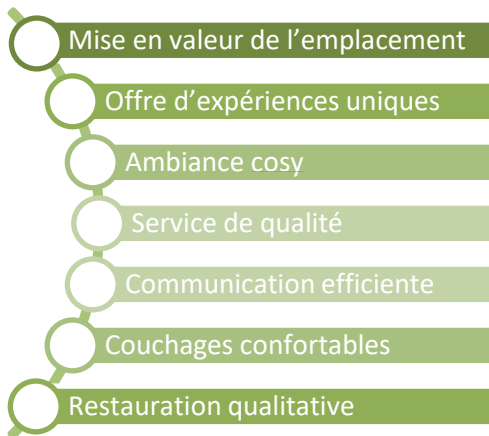 Mise en valeur de l’emplacement
Offre d’expériences uniques
Ambiance cosy
Service de qualité
Communication efficiente
Couchages confortables
Restauration qualitative